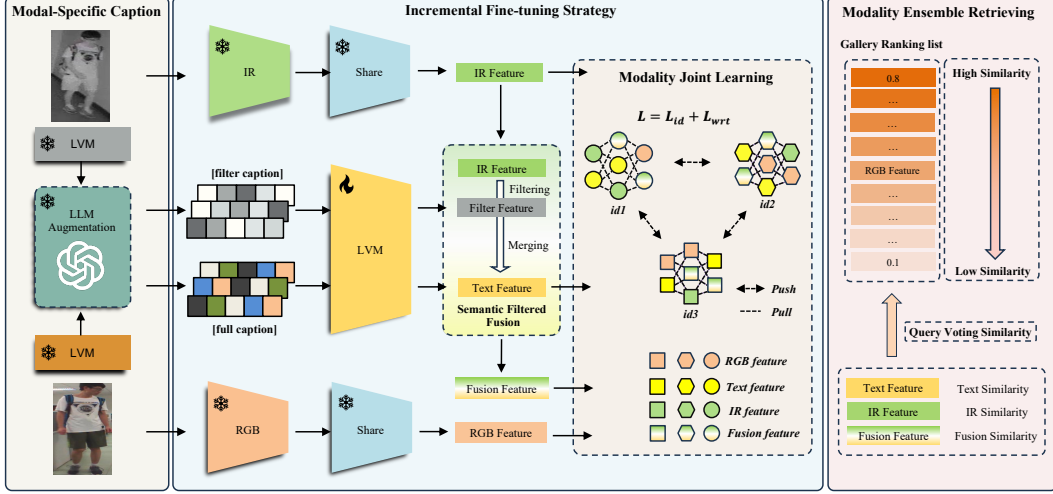 Modal-Specific Caption
LVM
LLM
Augmentation
LVM
Incremental Fine-tuning Strategy
IR
Share
IR Feature
[filter caption]
[full caption]
LVM
IR Feature
Filtering
Filter Feature
Merging
Text Feature
Semantic Filtered
Fusion
Fusion Feature
RGB
Share
RGB Feature
Modality Joint Learning
L = L_id + L_wrt
id1
id2
id3
Push
Pull
RGB feature
Text feature
IR feature
Fusion feature
Modality Ensemble Retrieving
Gallery Ranking list
0.8
...
...
...
RGB Feature
...
...
...
0.1
High Similarity
Low Similarity
Query Voting Similarity
Text Feature
Text Similarity
IR Feature
IR Similarity
Fusion Feature
Fusion Similarity